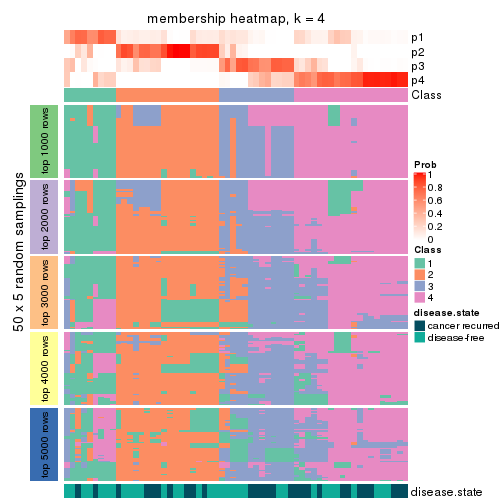 membership heatmap, k = 4
p1
p2
p3
p4
Class
50 x 5 random samplings
top 1000 rows
top 2000 rows
top 3000 rows
top 4000 rows
top 5000 rows
Prob
1
0.8
0.6
0.4
0.2
0
Class
1
2
3
4
disease.state
cancer recurred
disease-free
disease.state